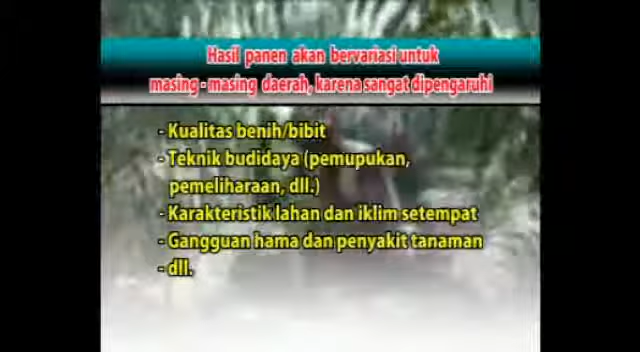 Hasil panen akan bervariasi untuk
masing - masing daerah, karena sangat dipengaruhi
- Kualitas benih/bibit
- Teknik budidaya (pemupukan,
pemeliharaan, dll.)
- Karakteristik lahan dan iklim setempat
- Gangguan hama dan penyakit tanaman
- dll.